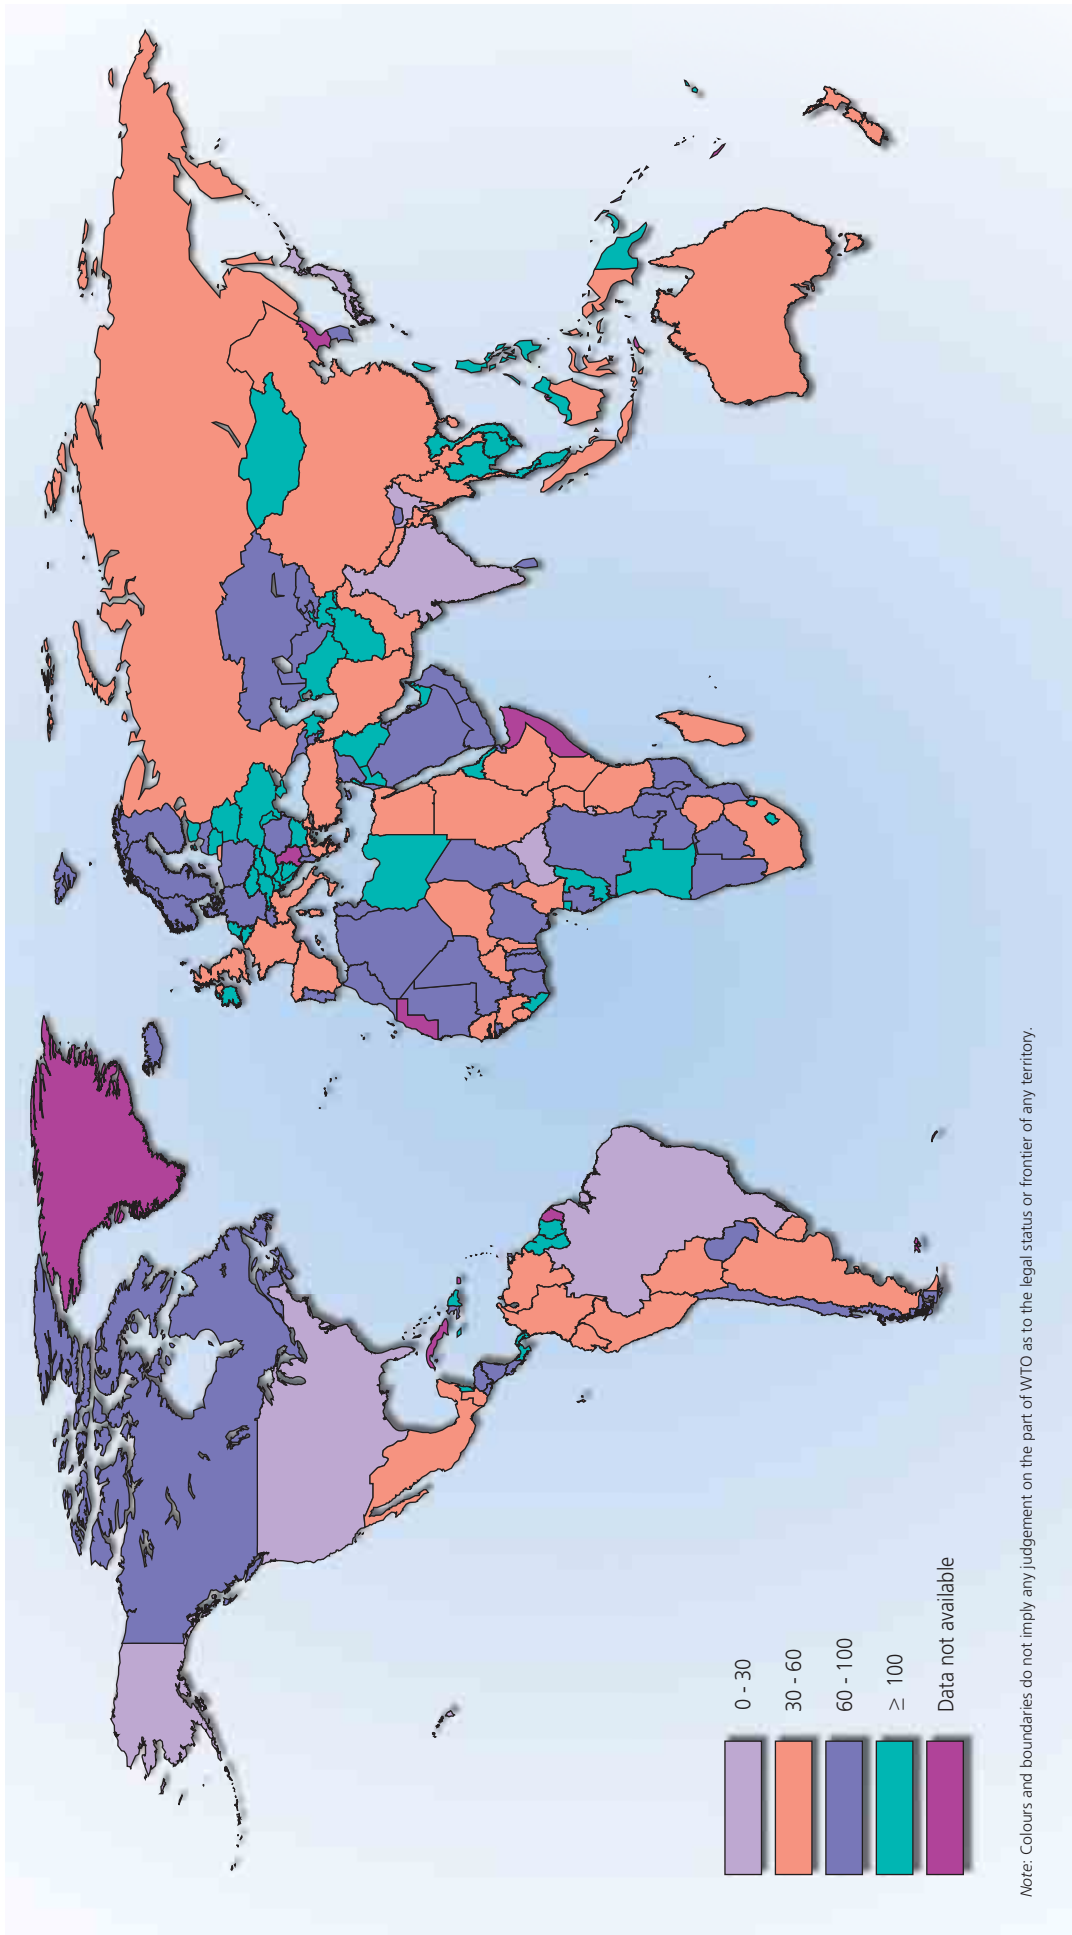 0 - 30
30 - 60
60 - 100
≥ 100
Data not available
Note: Colours and boundaries do not imply any judgement on the part of WTO as to the legal status or frontier of any territory.